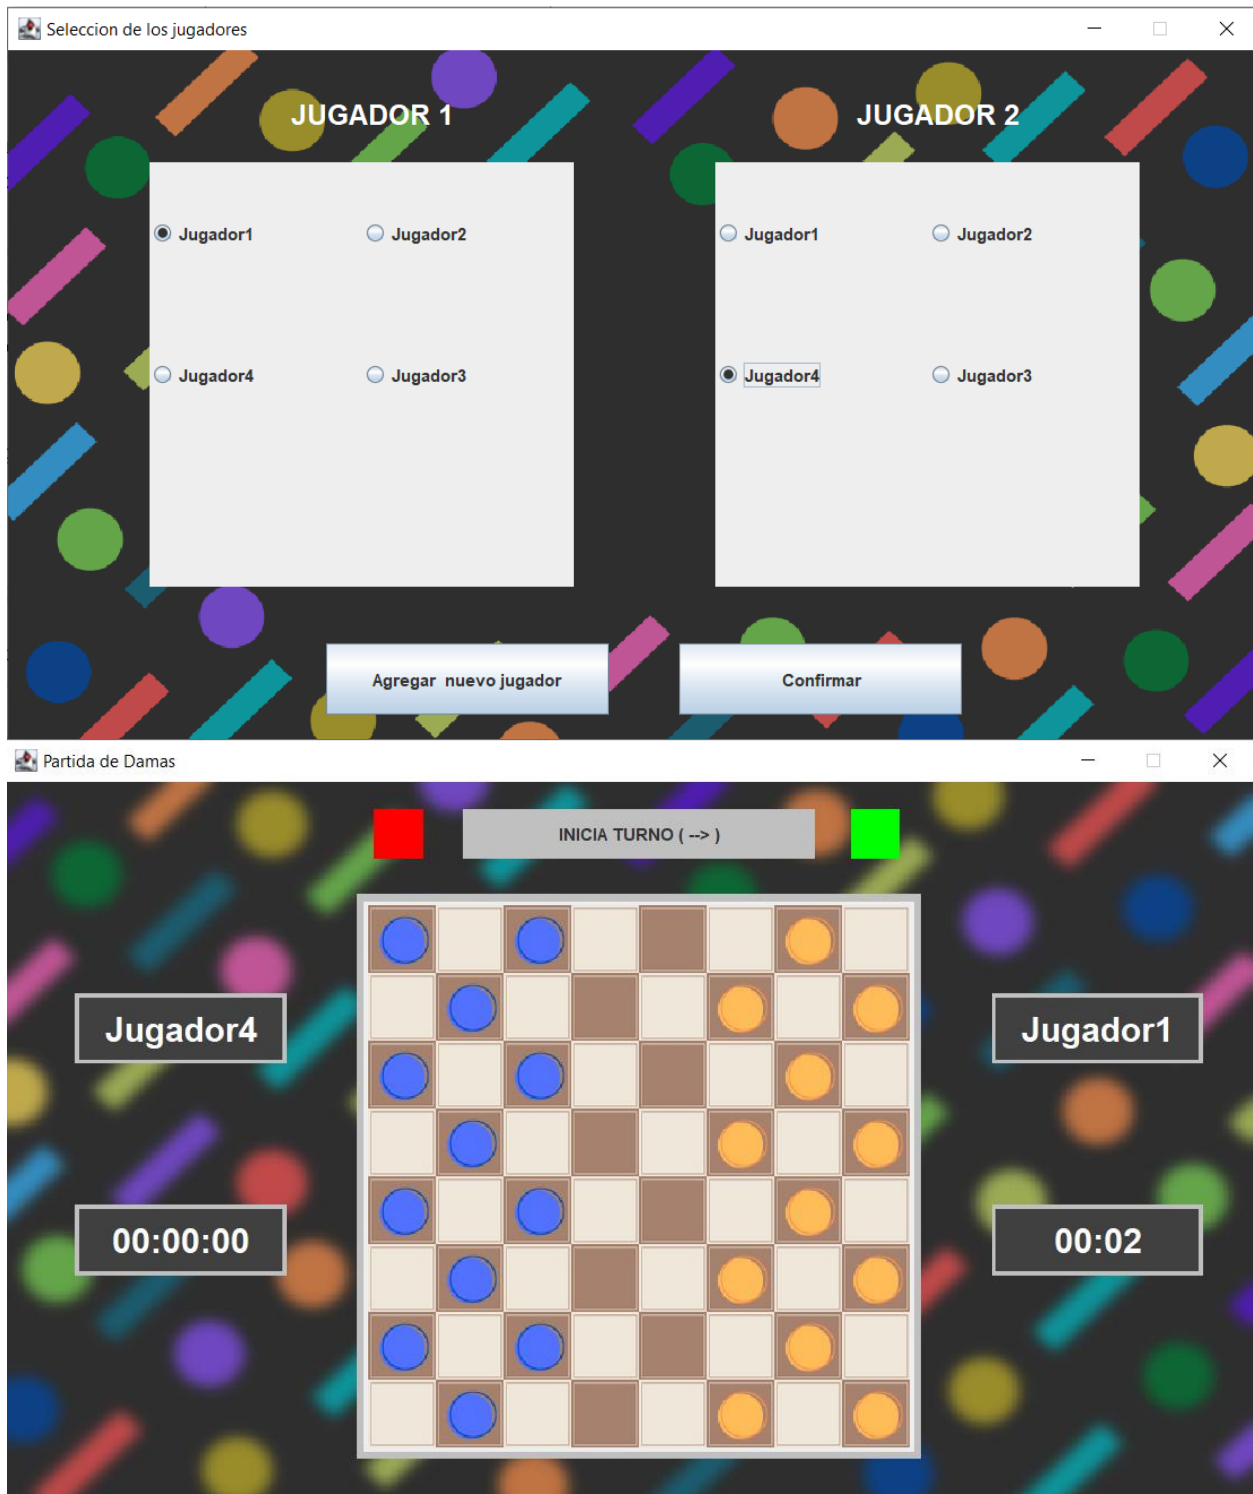 Seleccion de los jugadores
JUGADOR 1
JUGADOR 2
Jugador1
Jugador2
Jugador4
Jugador3
Jugador1
Jugador2
Jugador4
Jugador3
Agregar nuevo jugador
Confirmar
Partida de Damas
INICIA TURNO ( --> )
Jugador4
Jugador1
00:00:00
00:02